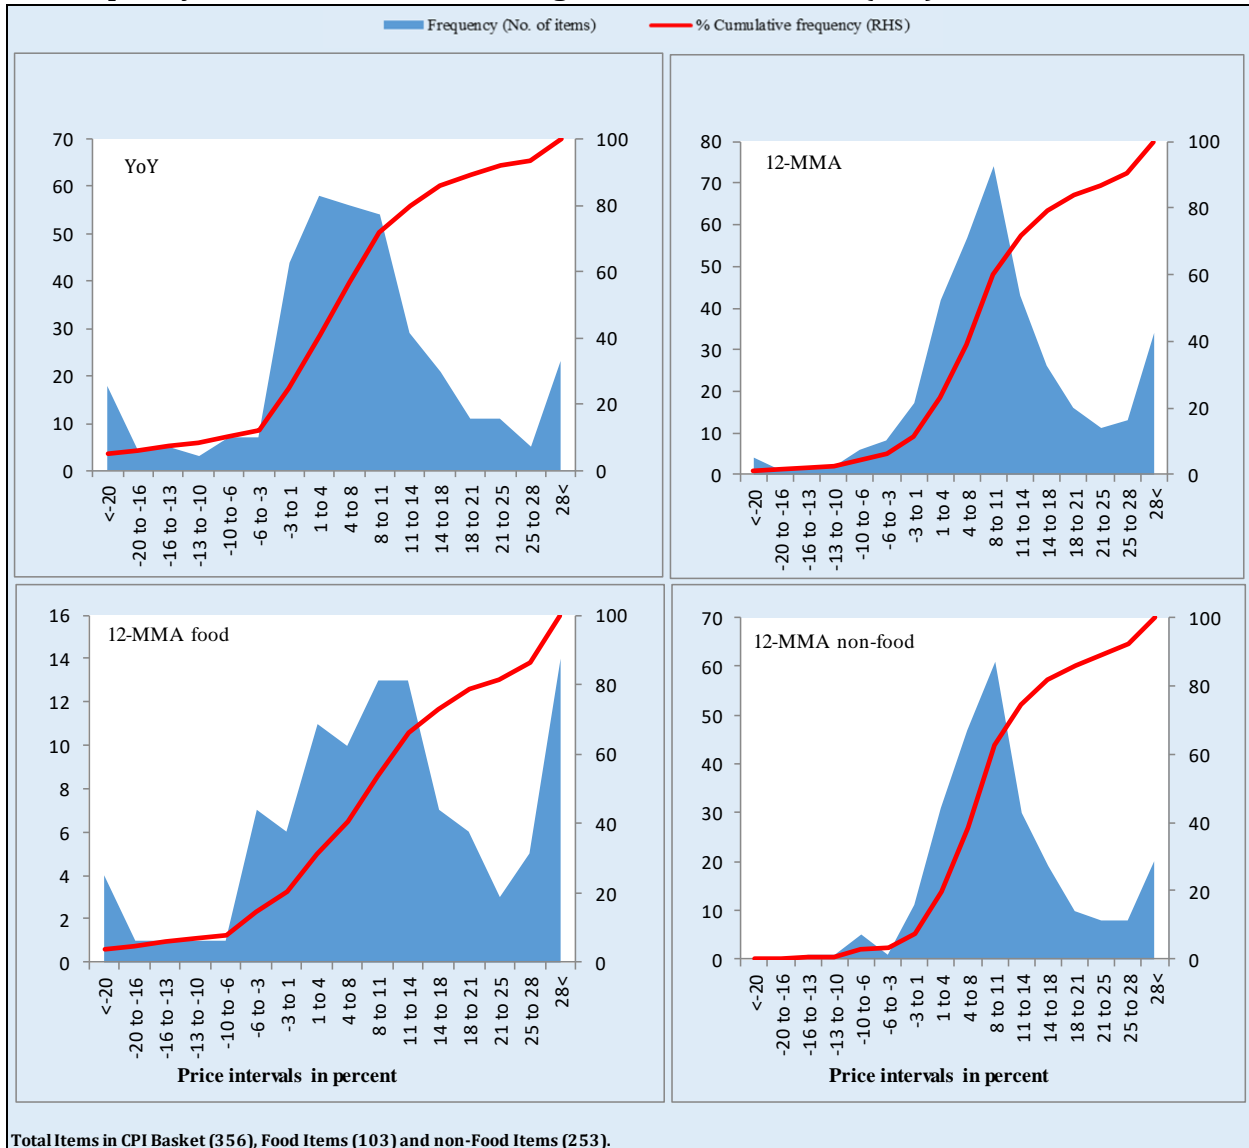 Frequency (No. of items) % Cumulative frequency (RHS)
YoY
70
60
50
40
30
20
10
0
100
80
60
40
20
0
<-20
-20 to -16
-16 to -13
-13 to -10
-10 to -6
-6 to -3
-3 to 1
1 to 4
4 to 8
8 to 11
11 to 14
14 to 18
18 to 21
21 to 25
25 to 28
28<
12-MMA
80
70
60
50
40
30
20
10
0
100
80
60
40
20
0
<-20
-20 to -16
-16 to -13
-13 to -10
-10 to -6
-6 to -3
-3 to 1
1 to 4
4 to 8
8 to 11
11 to 14
14 to 18
18 to 21
21 to 25
25 to 28
28<
12-MMA food
16
14
12
10
8
6
4
2
0
100
80
60
40
20
0
<-20
-20 to -16
-16 to -13
-13 to -10
-10 to -6
-6 to -3
-3 to 1
1 to 4
4 to 8
8 to 11
11 to 14
14 to 18
18 to 21
21 to 25
25 to 28
28<
Price intervals in percent
12-MMA non-food
70
60
50
40
30
20
10
0
100
80
60
40
20
0
<-20
-20 to -16
-16 to -13
-13 to -10
-10 to -6
-6 to -3
-3 to 1
1 to 4
4 to 8
8 to 11
11 to 14
14 to 18
18 to 21
21 to 25
25 to 28
28<
Price intervals in percent
Total Items in CPI Basket (356), Food Items (103) and non-Food Items (253).